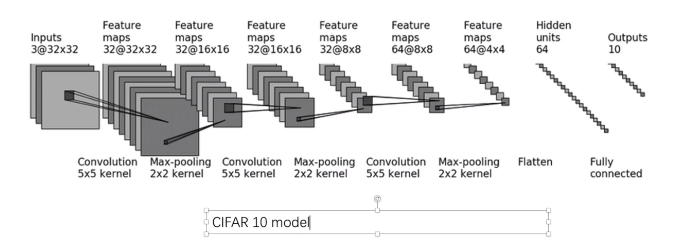 Inputs
3@32x32
Feature
maps
32@32x32
Feature
maps
32@16x16
Feature
maps
32@16x16
Feature
maps
32@8x8
Feature
maps
64@8x8
Feature
maps
64@4x4
Hidden
units
64
Outputs
10
Convolution
5x5 kernel
Max-pooling
2x2 kernel
Convolution
5x5 kernel
Max-pooling
2x2 kernel
Convolution
5x5 kernel
Max-pooling
2x2 kernel
Flatten
Fully
connected
CIFAR 10 model